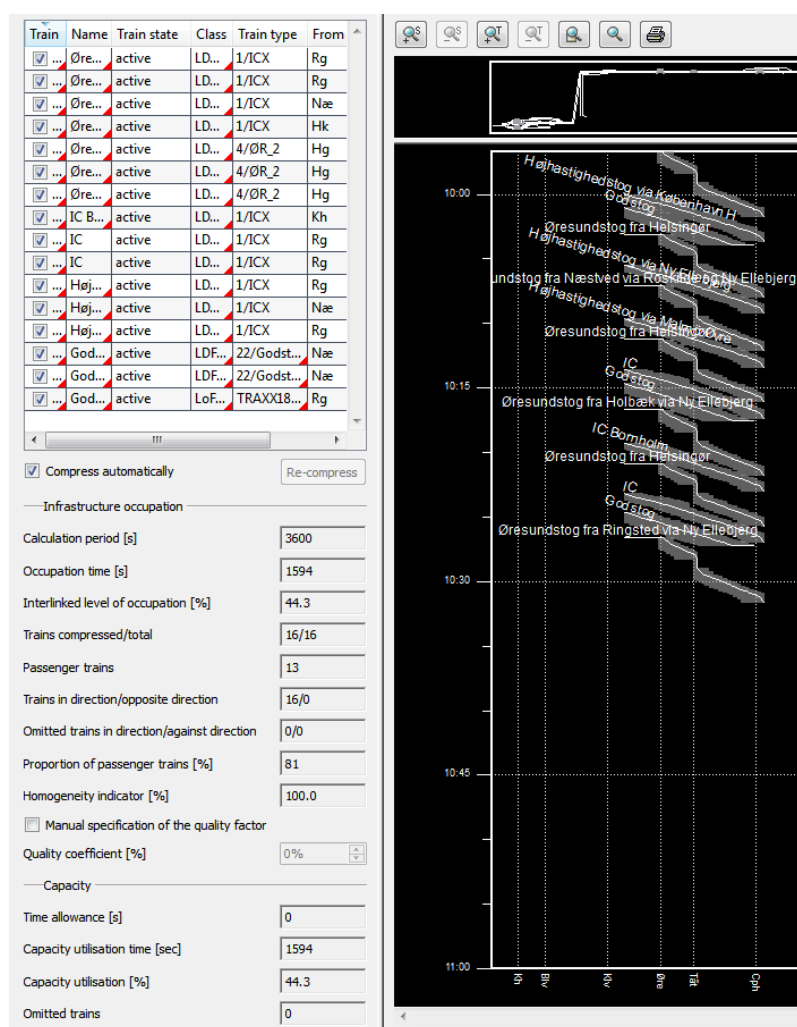 Train Name Train state Class Train type From
... Øre... active LD... 1/ICX Rg
... Øre... active LD... 1/ICX Rg
... Øre... active LD... 1/ICX Næ
... Øre... active LD... 1/ICX Hk
... Øre... active LD... 4/ØR_2 Hg
... Øre... active LD... 4/ØR_2 Hg
... Øre... active LD... 4/ØR_2 Hg
... IC B... active LD... 1/ICX Kh
... IC active LD... 1/ICX Rg
... IC active LD... 1/ICX Rg
... Høj... active LD... 1/ICX Rg
... Høj... active LD... 1/ICX Næ
... Høj... active LD... 1/ICX Rg
... God... active LDF... 22/Godst... Næ
... God... active LDF... 22/Godst... Næ
... God... active LoF... TRAXX18... Rg
Compress automatically Re-compress
Infrastructure occupation
Calculation period [s] 3600
Occupation time [s] 1594
Interlinked level of occupation [%] 44.3
Trains compressed/total 16/16
Passenger trains 13
Trains in direction/opposite direction 16/0
Omitted trains in direction/against direction 0/0
Proportion of passenger trains [%] 81
Homogeneity indicator [%] 100.0
Manual specification of the quality factor
Quality coefficient [%] 0%
Capacity
Time allowance [s] 0
Capacity utilisation time [sec] 1594
Capacity utilisation [%] 44.3
Omitted trains 0
S S T T
10:00
Højhastighedstog via København H
Godstog
Øresundstog fra Helsingør
Højhastighedstog via Ny Ellebjerg
undstog fra Næstved via Roskilde og Ny Ellebjerg
Højhastighedstog via Malmø Øvre
Øresundstog fra Helsingør
IC
Godstog
10:15
Øresundstog fra Holbæk via Ny Ellebjerg
IC Bornholm
Øresundstog fra Helsingør
IC
Godstog
Øresundstog fra Ringsted via Ny Ellebjerg
10:30
10:45
11:00
Kh Blv Klv Øre Tåt Cph